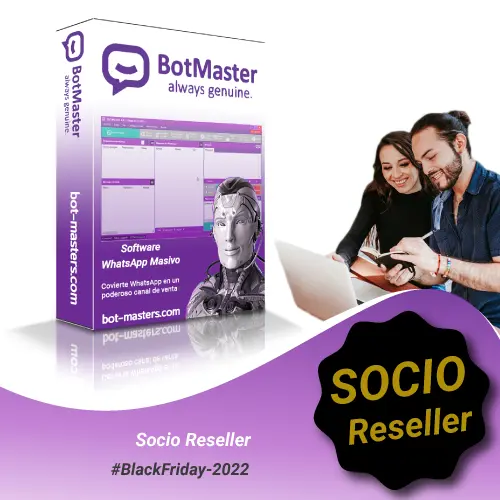 BotMaster
always genuine.
bot-masters.com
BotMaster
always genuine.
Software
WhatsApp Masivo
Covierte WhatsApp en un
poderoso canal de venta
bot-masters.com
SOCIO
Reseller
Socio Reseller
#BlackFriday-2022